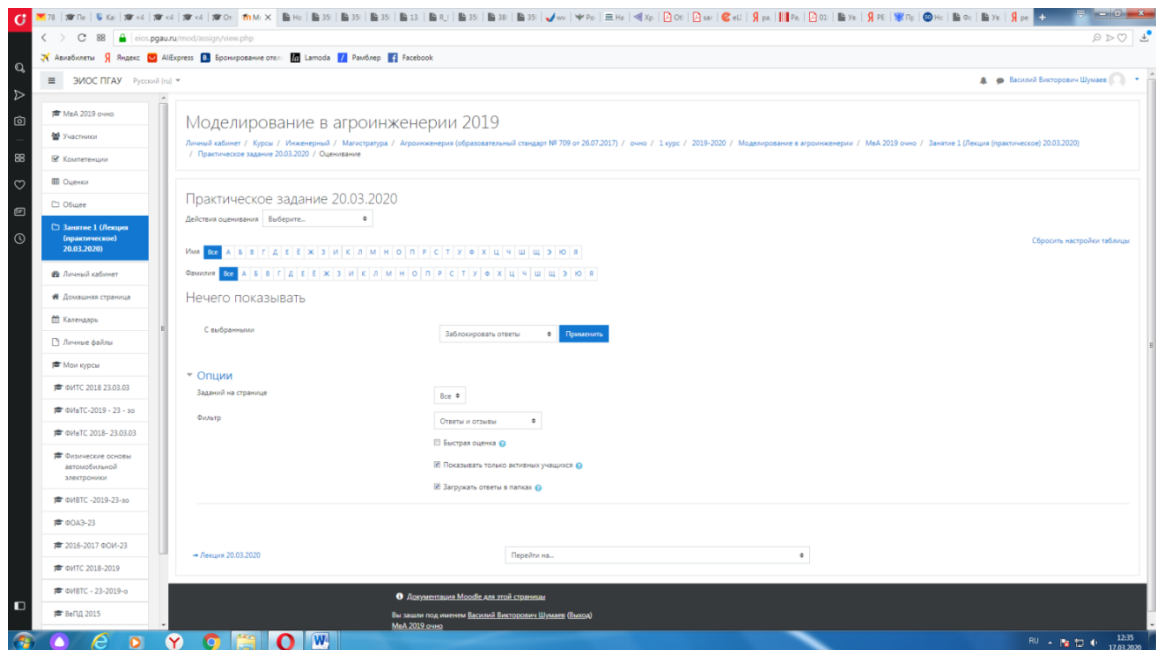 eios.pgau.ru/mod/assign/view.php
Авиабилеты Яндекс AliExpress Бронирование отел Lamoda Рамблер Facebook
ЭИОС ПГАУ Русский (ru)
Василий Викторович Шумаев
МвА 2019 очно
Участники
Компетенции
Оценки
Общее
Занятие 1 (Лекция
(практическое)
20.03.2020)
Личный кабинет
Домашняя страница
Календарь
Личные файлы
Мои курсы
ФИТС 2018 23.03.03
ФИвТС-2019 - 23 - зо
ФИвТС 2018- 23.03.03
Физические основы
автомобильной
электроники
ФИВТС -2019-23-зо
ФОАЭ-23
2016-2017 ФОИ-23
ФИТС 2018-2019
ФИВТС - 23-2019-о
ВеПД 2015
Моделирование в агроинженерии 2019
Личный кабинет / Курсы / Инженерный / Магистратура / Агроинженерия (образовательный стандарт № 709 от 26.07.2017) / очно / 1 курс / 2019-2020 / Моделирование в агроинженерии / МвА 2019 очно / Занятие 1 (Лекция (практическое) 20.03.2020)
/ Практическое задание 20.03.2020 / Оценивание
Практическое задание 20.03.2020
Действия оценивания Выберите...
Сбросить настройки таблицы
Имя Все А Б В Г Д Е Ё Ж З И К Л М Н О П Р С Т У Ф Х Ц Ч Ш Щ Э Ю Я
Фамилия Все А Б В Г Д Е Ё Ж З И К Л М Н О П Р С Т У Ф Х Ц Ч Ш Щ Э Ю Я
Нечего показывать
С выбранными Заблокировать ответы Применить
Опции
Заданий на странице Все
Фильтр Ответы и отзывы
Быстрая оценка
Показывать только активных учащихся
Загружать ответы в папках
→ Лекция 20.03.2020 Перейти на...
Документация Moodle для этой страницы
Вы зашли под именем Василий Викторович Шумаев (Выход)
МвА 2019 очно
RU 12:35
17.03.2020